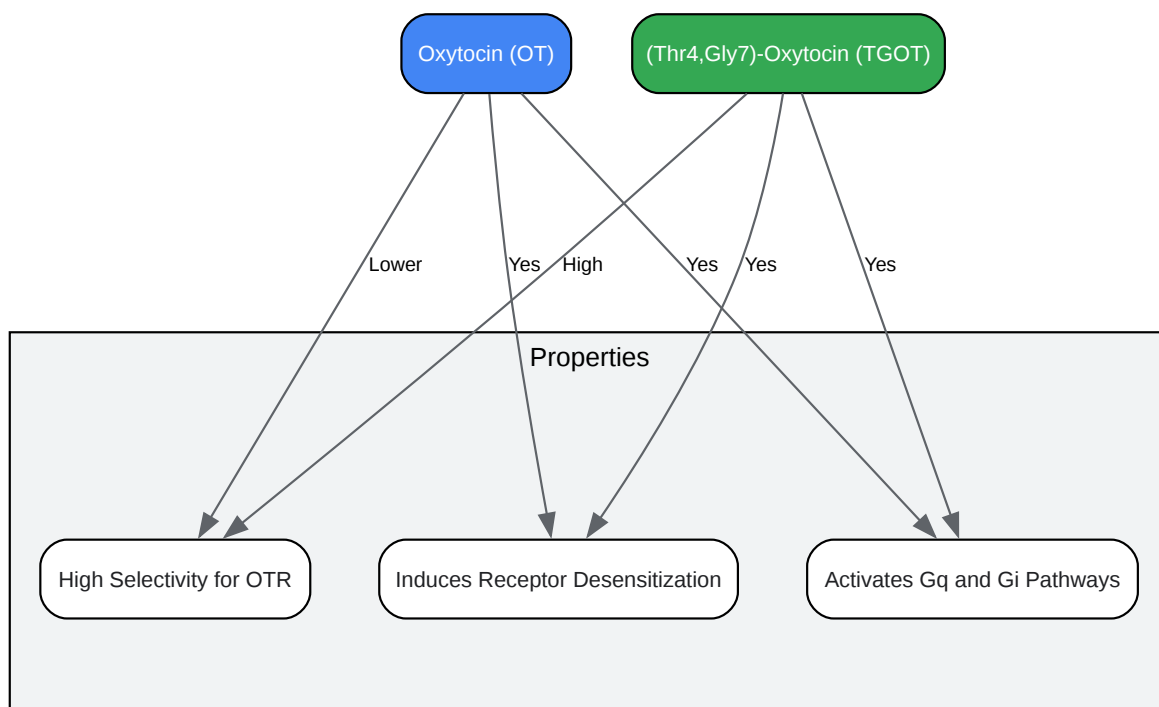 Oxytocin (OT)
(Thr4,Gly7)-Oxytocin (TGOT)
Lower
Yes
High
Yes
Yes
Yes
Properties
High Selectivity for OTR
Induces Receptor Desensitization
Activates Gq and Gi Pathways